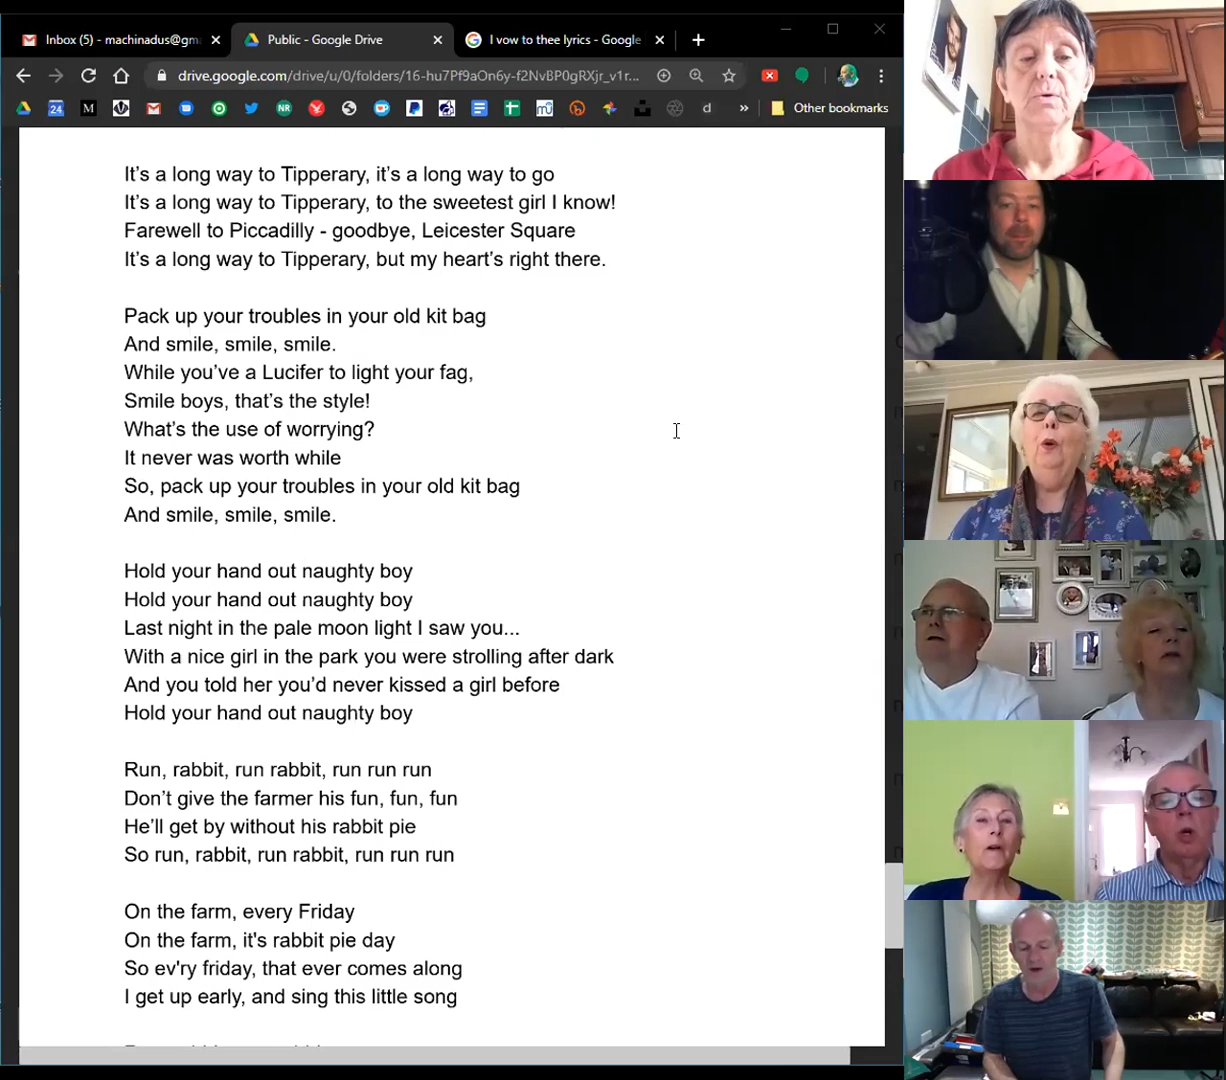 Inbox (5) - machinadus@gm
Public - Google Drive
I vow to thee lyrics - Google
drive.google.com/drive/u/0/folders/16-hu7Pf9aOn6y-f2NvBP0gRXjr_v1r...
24
M
NR
mü
d
Other bookmarks
It's a long way to Tipperary, it's a long way to go
It's a long way to Tipperary, to the sweetest girl I know!
Farewell to Piccadilly - goodbye, Leicester Square
It's a long way to Tipperary, but my heart's right there.
Pack up your troubles in your old kit bag
And smile, smile, smile.
While you've a Lucifer to light your fag,
Smile boys, that's the style!
What's the use of worrying?
It never was worth while
So, pack up your troubles in your old kit bag
And smile, smile, smile.
Hold your hand out naughty boy
Hold your hand out naughty boy
Last night in the pale moon light I saw you...
With a nice girl in the park you were strolling after dark
And you told her you'd never kissed a girl before
Hold your hand out naughty boy
Run, rabbit, run rabbit, run run run
Don't give the farmer his fun, fun, fun
He'll get by without his rabbit pie
So run, rabbit, run rabbit, run run run
On the farm, every Friday
On the farm, it's rabbit pie day
So ev'ry friday, that ever comes along
I get up early, and sing this little song